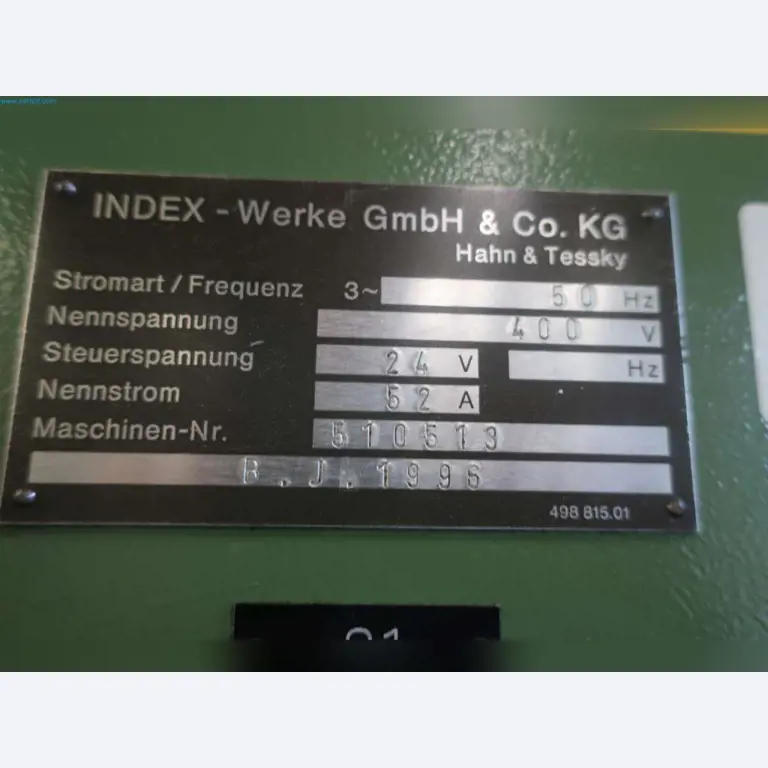 INDEX - Werke GmbH & Co. KG
Hahn & Tessky
Stromart / Frequenz 3~ 50 Hz
Nennspannung 400 V
Steuerspannung 24 V Hz
Nennstrom 52 A
Maschinen-Nr. 510513
B.J.1996
498 815.01